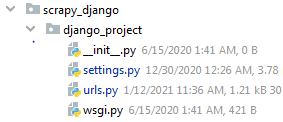 scrapy_django
django_project
__init__.py 6/15/2020 1:41 AM, 0 B
settings.py 12/30/2020 12:26 AM, 3.78
urls.py 1/12/2021 11:36 AM, 1.21 kB 30
wsgi.py 6/15/2020 1:41 AM, 421 B